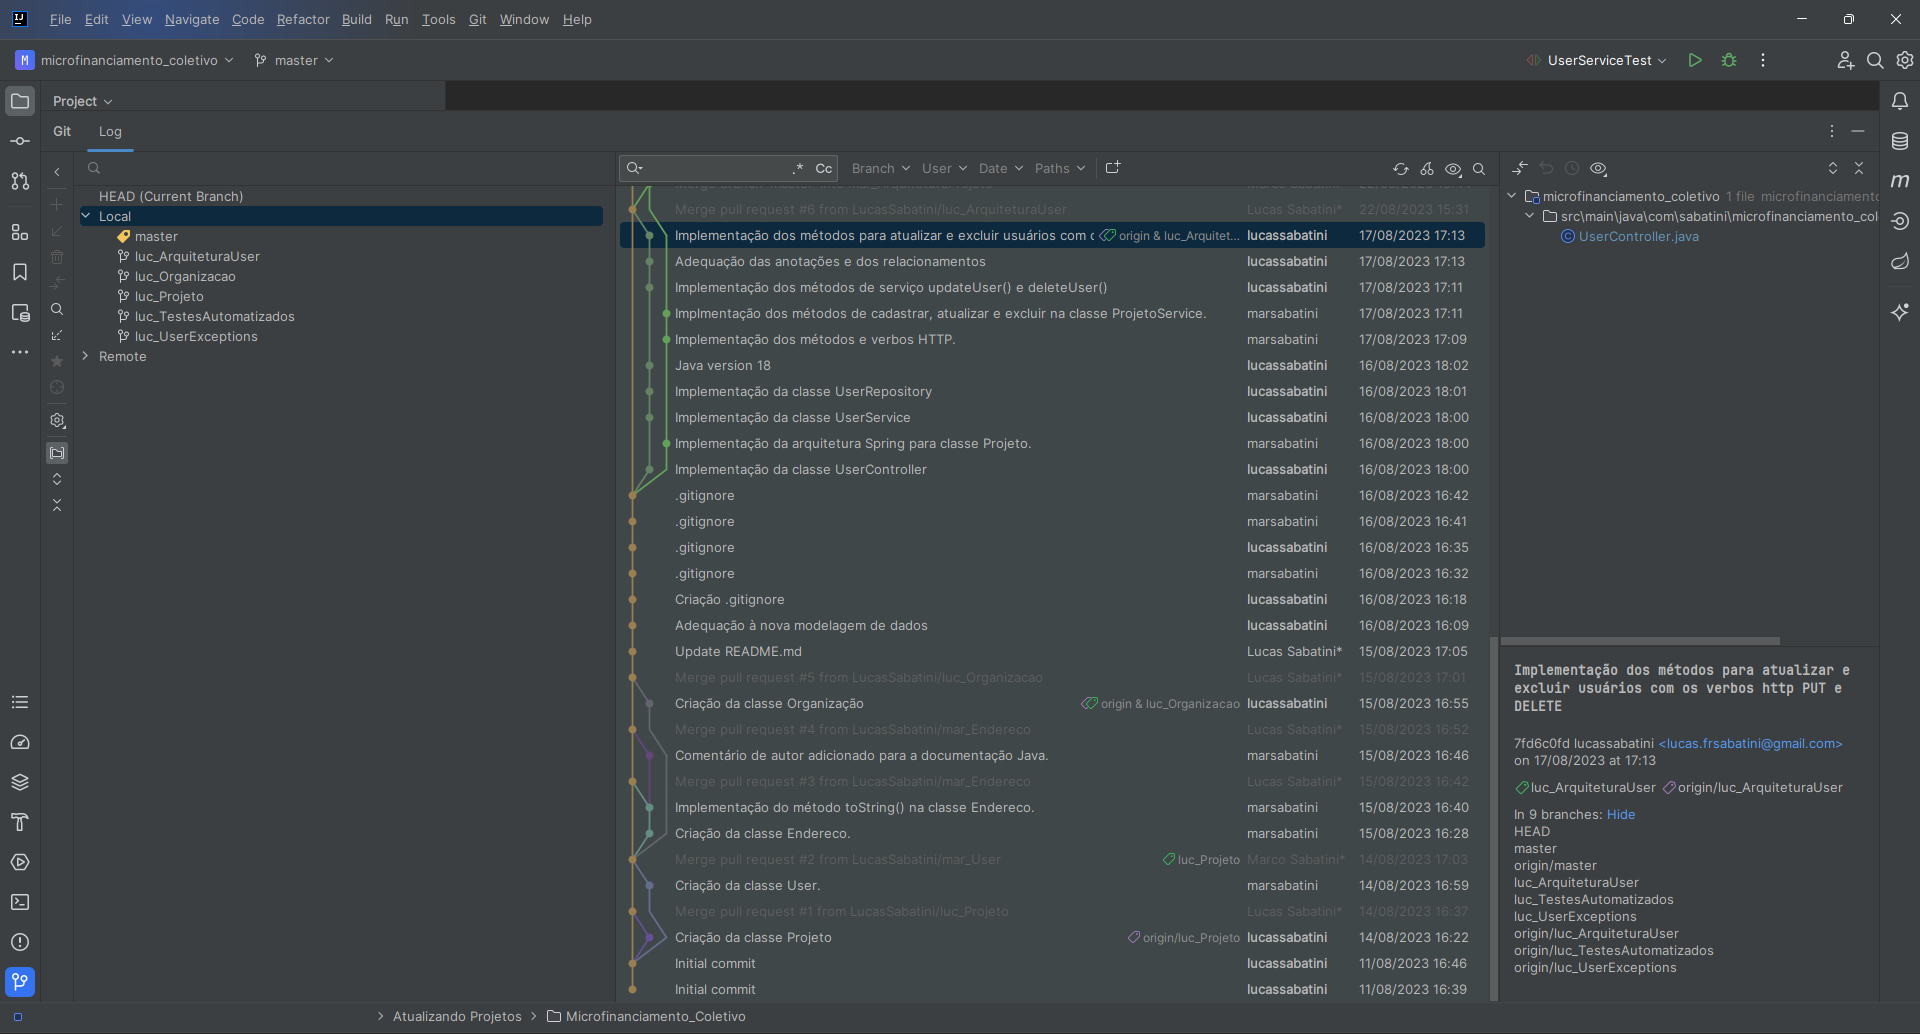 File Edit View Navigate Code Refactor Build Run Tools Git Window Help
M microfinanciamento_coletivo master UserServiceTest
Project
Git Log
HEAD (Current Branch)
Local
master
luc_ArquiteturaUser
luc_Organizacao
luc_Projeto
luc_TestesAutomatizados
luc_UserExceptions
Remote
.* Cc Branch User Date Paths
Merge pull request #6 from LucasSabatini/luc_ArquiteturaUser Lucas Sabatini* 22/08/2023 15:31
Implementação dos métodos para atualizar e excluir usuários com origin & luc_Arquitet... lucassabatini 17/08/2023 17:13
Adequação das anotações e dos relacionamentos lucassabatini 17/08/2023 17:13
Implementação dos métodos de serviço updateUser() e deleteUser() lucassabatini 17/08/2023 17:11
Implmentação dos métodos de cadastrar, atualizar e excluir na classe ProjetoService. marsabatini 17/08/2023 17:11
Implementação dos métodos e verbos HTTP. marsabatini 17/08/2023 17:09
Java version 18 lucassabatini 16/08/2023 18:02
Implementação da classe UserRepository lucassabatini 16/08/2023 18:01
Implementação da classe UserService lucassabatini 16/08/2023 18:00
Implementação da arquitetura Spring para classe Projeto. marsabatini 16/08/2023 18:00
Implementação da classe UserController lucassabatini 16/08/2023 18:00
.gitignore marsabatini 16/08/2023 16:42
.gitignore marsabatini 16/08/2023 16:41
.gitignore lucassabatini 16/08/2023 16:35
.gitignore marsabatini 16/08/2023 16:32
Criação .gitignore lucassabatini 16/08/2023 16:18
Adequação à nova modelagem de dados lucassabatini 16/08/2023 16:09
Update README.md Lucas Sabatini* 15/08/2023 17:05
Merge pull request #5 from LucasSabatini/luc_Organizacao Lucas Sabatini* 15/08/2023 17:01
Criação da classe Organização origin & luc_Organizacao lucassabatini 15/08/2023 16:55
Merge pull request #4 from LucasSabatini/mar_Endereco Lucas Sabatini* 15/08/2023 16:52
Comentário de autor adicionado para a documentação Java. marsabatini 15/08/2023 16:46
Merge pull request #3 from LucasSabatini/mar_Endereco Lucas Sabatini* 15/08/2023 16:42
Implementação do método toString() na classe Endereco. marsabatini 15/08/2023 16:40
Criação da classe Endereco. marsabatini 15/08/2023 16:28
Merge pull request #2 from LucasSabatini/mar_User luc_Projeto Marco Sabatini* 14/08/2023 17:03
Criação da classe User. marsabatini 14/08/2023 16:59
Merge pull request #1 from LucasSabatini/luc_Projeto Lucas Sabatini* 14/08/2023 16:37
Criação da classe Projeto origin/luc_Projeto lucassabatini 14/08/2023 16:22
Initial commit lucassabatini 11/08/2023 16:46
Initial commit lucassabatini 11/08/2023 16:39
microfinanciamento_coletivo 1 file microfinanciamento
src\main\java\com\sabatini\microfinanciamento_col
UserController.java
Implementação dos métodos para atualizar e
excluir usuários com os verbos http PUT e
DELETE
7fd6c0fd lucassabatini <lucas.frsabatini@gmail.com>
on 17/08/2023 at 17:13
luc_ArquiteturaUser origin/luc_ArquiteturaUser
In 9 branches: Hide
HEAD
master
origin/master
luc_ArquiteturaUser
luc_TestesAutomatizados
luc_UserExceptions
origin/luc_ArquiteturaUser
origin/luc_TestesAutomatizados
origin/luc_UserExceptions
Atualizando Projetos Microfinanciamento_Coletivo